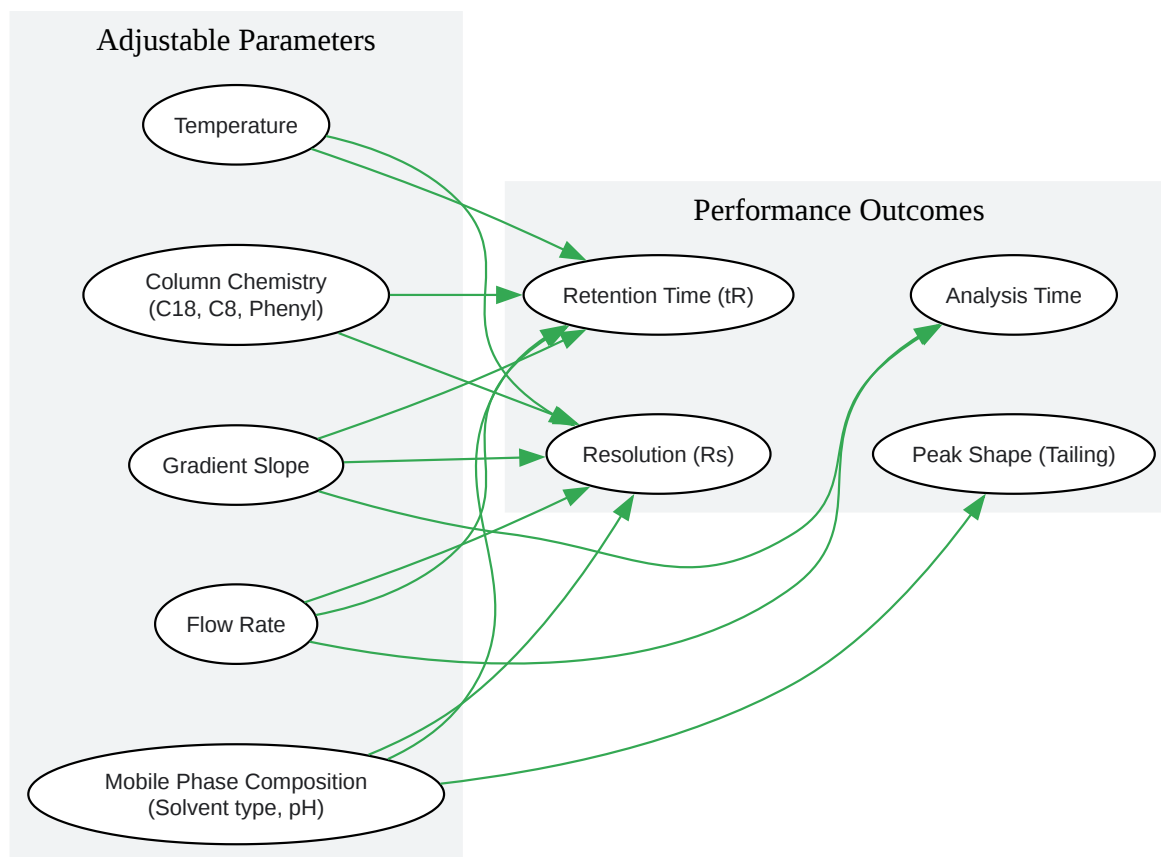 Adjustable Parameters
Temperature
Column Chemistry
(C18, C8, Phenyl)
Gradient Slope
Flow Rate
Mobile Phase Composition
(Solvent type, pH)
Performance Outcomes
Retention Time (tR)
Analysis Time
Resolution (Rs)
Peak Shape (Tailing)